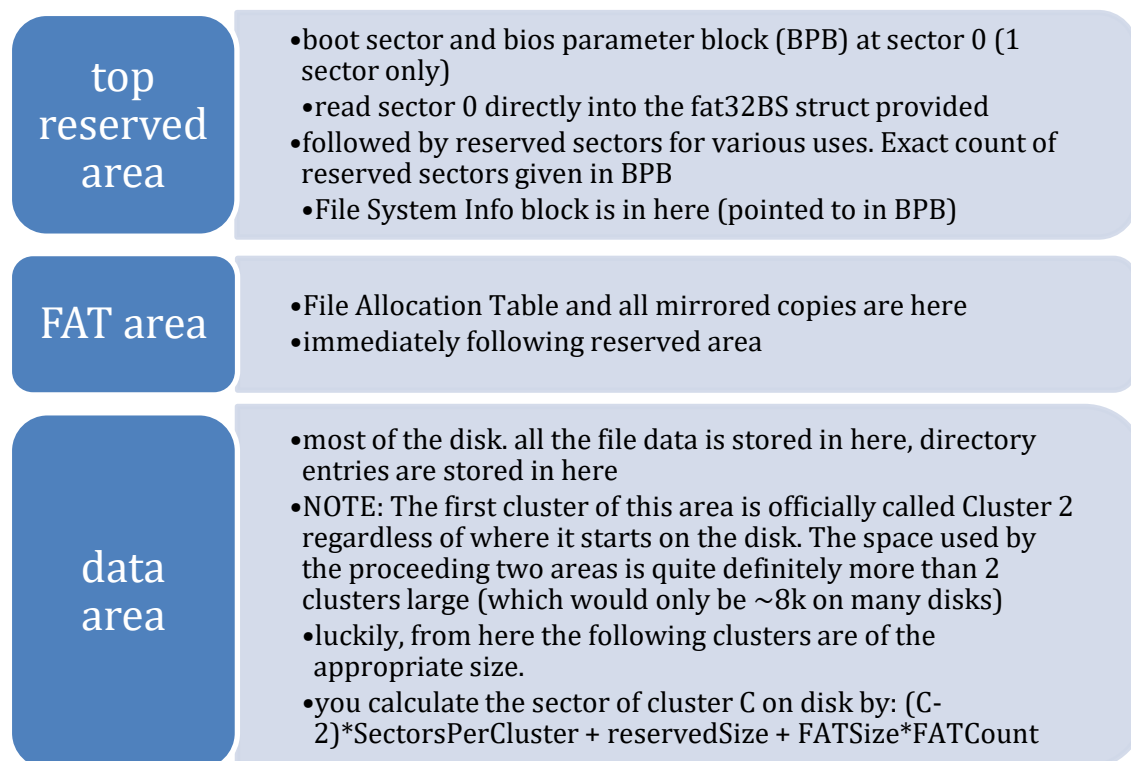 top
reserved
area
•boot sector and bios parameter block (BPB) at sector 0 (1
sector only)
•read sector 0 directly into the fat32BS struct provided
•followed by reserved sectors for various uses. Exact count of
reserved sectors given in BPB
•File System Info block is in here (pointed to in BPB)
FAT area
•File Allocation Table and all mirrored copies are here
•immediately following reserved area
data
area
•most of the disk. all the file data is stored in here, directory
entries are stored in here
•NOTE: The first cluster of this area is officially called Cluster 2
regardless of where it starts on the disk. The space used by
the proceeding two areas is quite definitely more than 2
clusters large (which would only be ~8k on many disks)
•luckily, from here the following clusters are of the
appropriate size.
•you calculate the sector of cluster C on disk by: (C-
2)*SectorsPerCluster + reservedSize + FATSize*FATCount